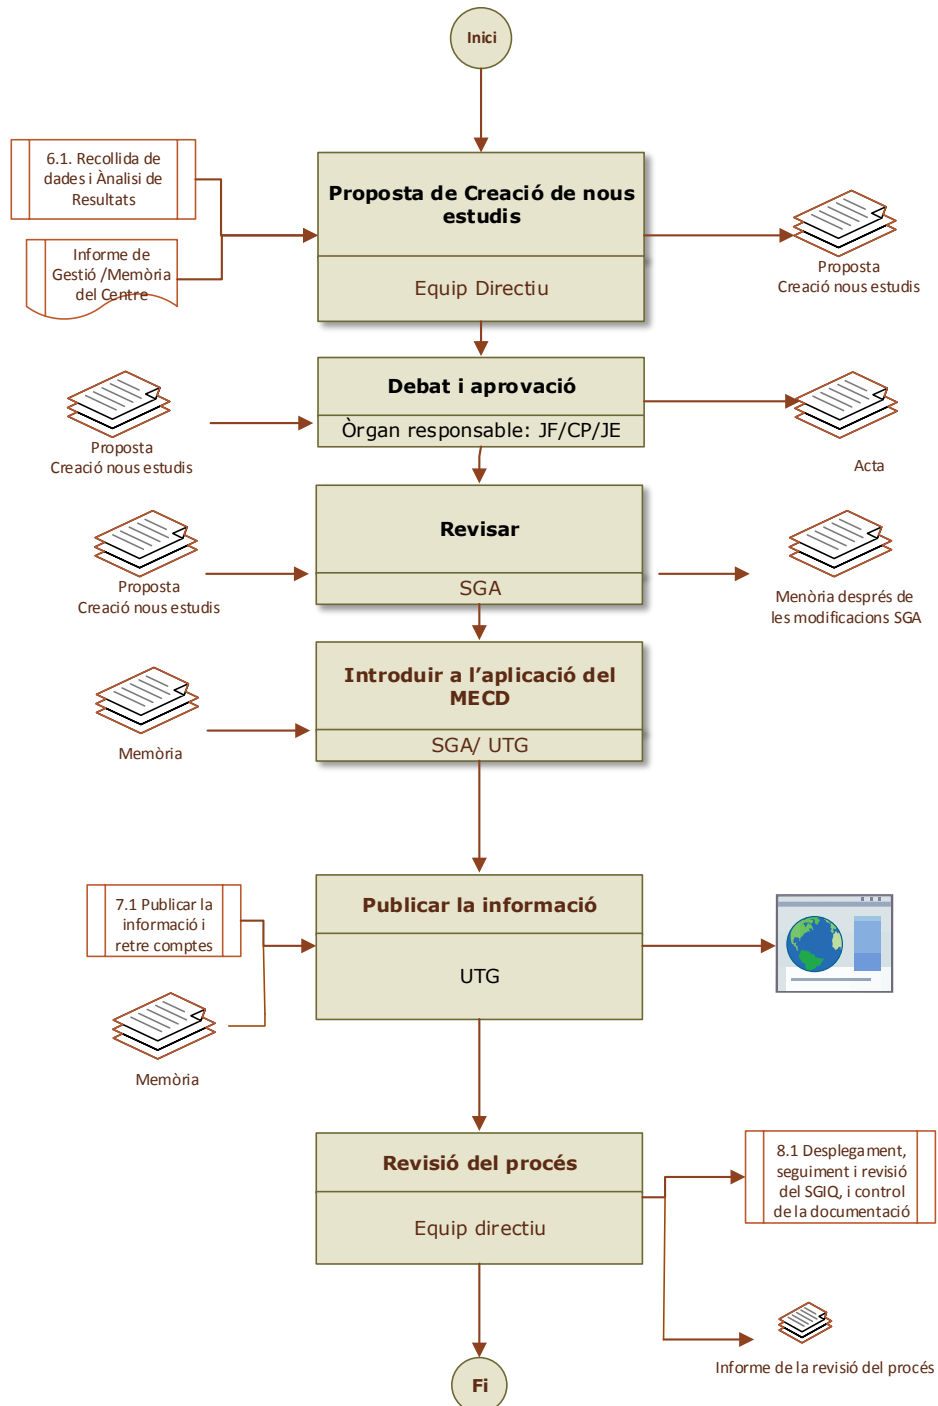 Inici
6.1. Recollida de
dades i Ànalisi de
Resultats
Informe de
Gestió /Memòria
del Centre
Proposta de Creació de nous
estudis
Equip Directiu
Proposta
Creació nous estudis
Proposta
Creació nous estudis
Debat i aprovació
Òrgan responsable: JF/CP/JE
Acta
Proposta
Creació nous estudis
Revisar
SGA
Menòria després de
les modificacions SGA
Memòria
Introduir a l’aplicació del
MECD
SGA/ UTG
7.1 Publicar la
informació i
retre comptes
Memòria
Publicar la informació
UTG
Revisió del procés
Equip directiu
8.1 Desplegament,
seguiment i revisió
del SGIQ, i control
de la documentació
Informe de la revisió del procés
Fi